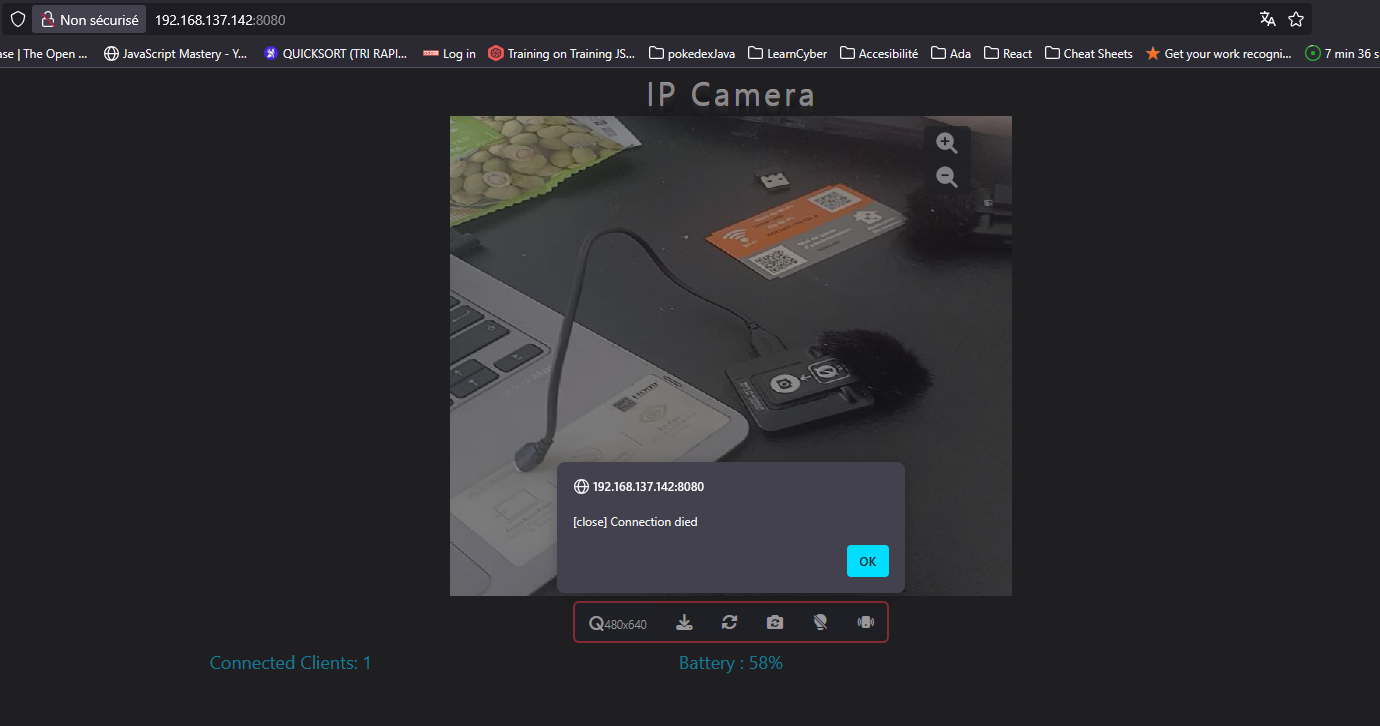 Non sécurisé 192.168.137.142:8080
ase | The Open ... JavaScript Mastery - Y... QUICKSORT (TRI RAPI... Log in Training on Training JS... pokedexJava LearnCyber Accesibilité Ada React Cheat Sheets Get your work recogni... 7 min 36 s
IP Camera
192.168.137.142:8080
[close] Connection died
OK
480x640
Connected Clients: 1 Battery : 58%